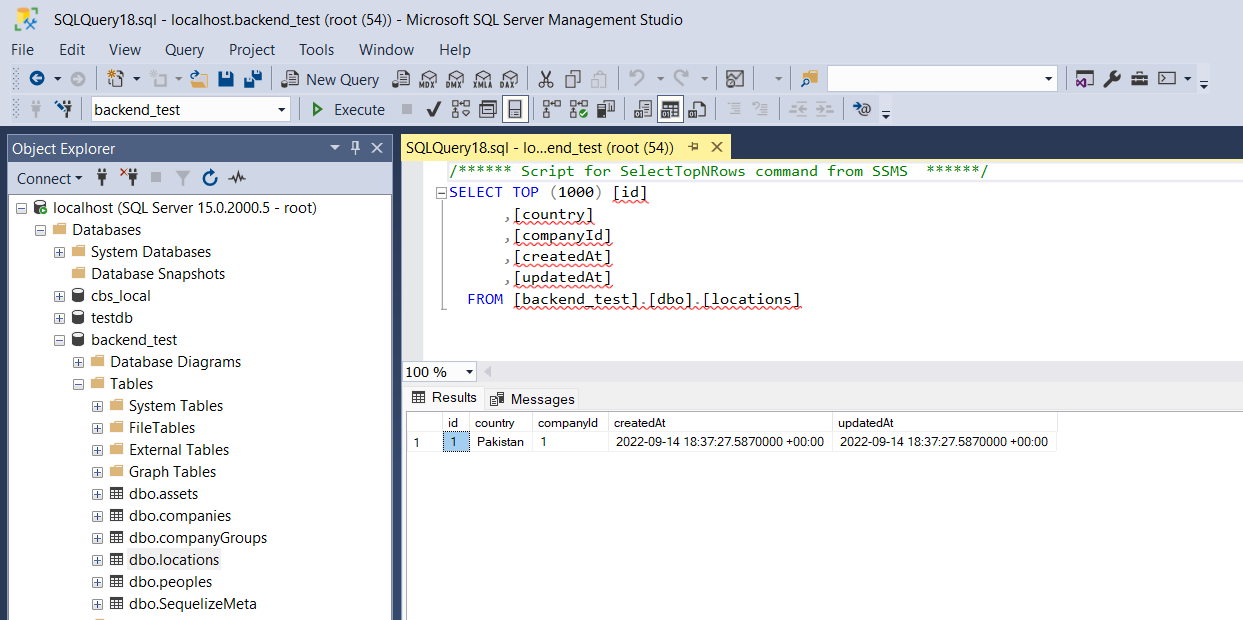 SQLQuery18.sql - localhost.backend_test (root (54)) - Microsoft SQL Server Management Studio
File Edit View Query Project Tools Window Help
New Query MDX DMX XMLA DAX
backend_test Execute
Object Explorer
Connect
localhost (SQL Server 15.0.2000.5 - root)
Databases
System Databases
Database Snapshots
cbs_local
testdb
backend_test
Database Diagrams
Tables
System Tables
FileTables
External Tables
Graph Tables
dbo.assets
dbo.companies
dbo.companyGroups
dbo.locations
dbo.peoples
dbo.SequelizeMeta
SQLQuery18.sql - lo...end_test (root (54))
/****** Script for SelectTopNRows command from SSMS  ******/
SELECT TOP (1000) [id]
,[country]
,[companyId]
,[createdAt]
,[updatedAt]
FROM [backend_test].[dbo].[locations]
100 %
Results Messages
id country companyId createdAt updatedAt
1 1 Pakistan 1 2022-09-14 18:37:27.5870000 +00:00 2022-09-14 18:37:27.5870000 +00:00